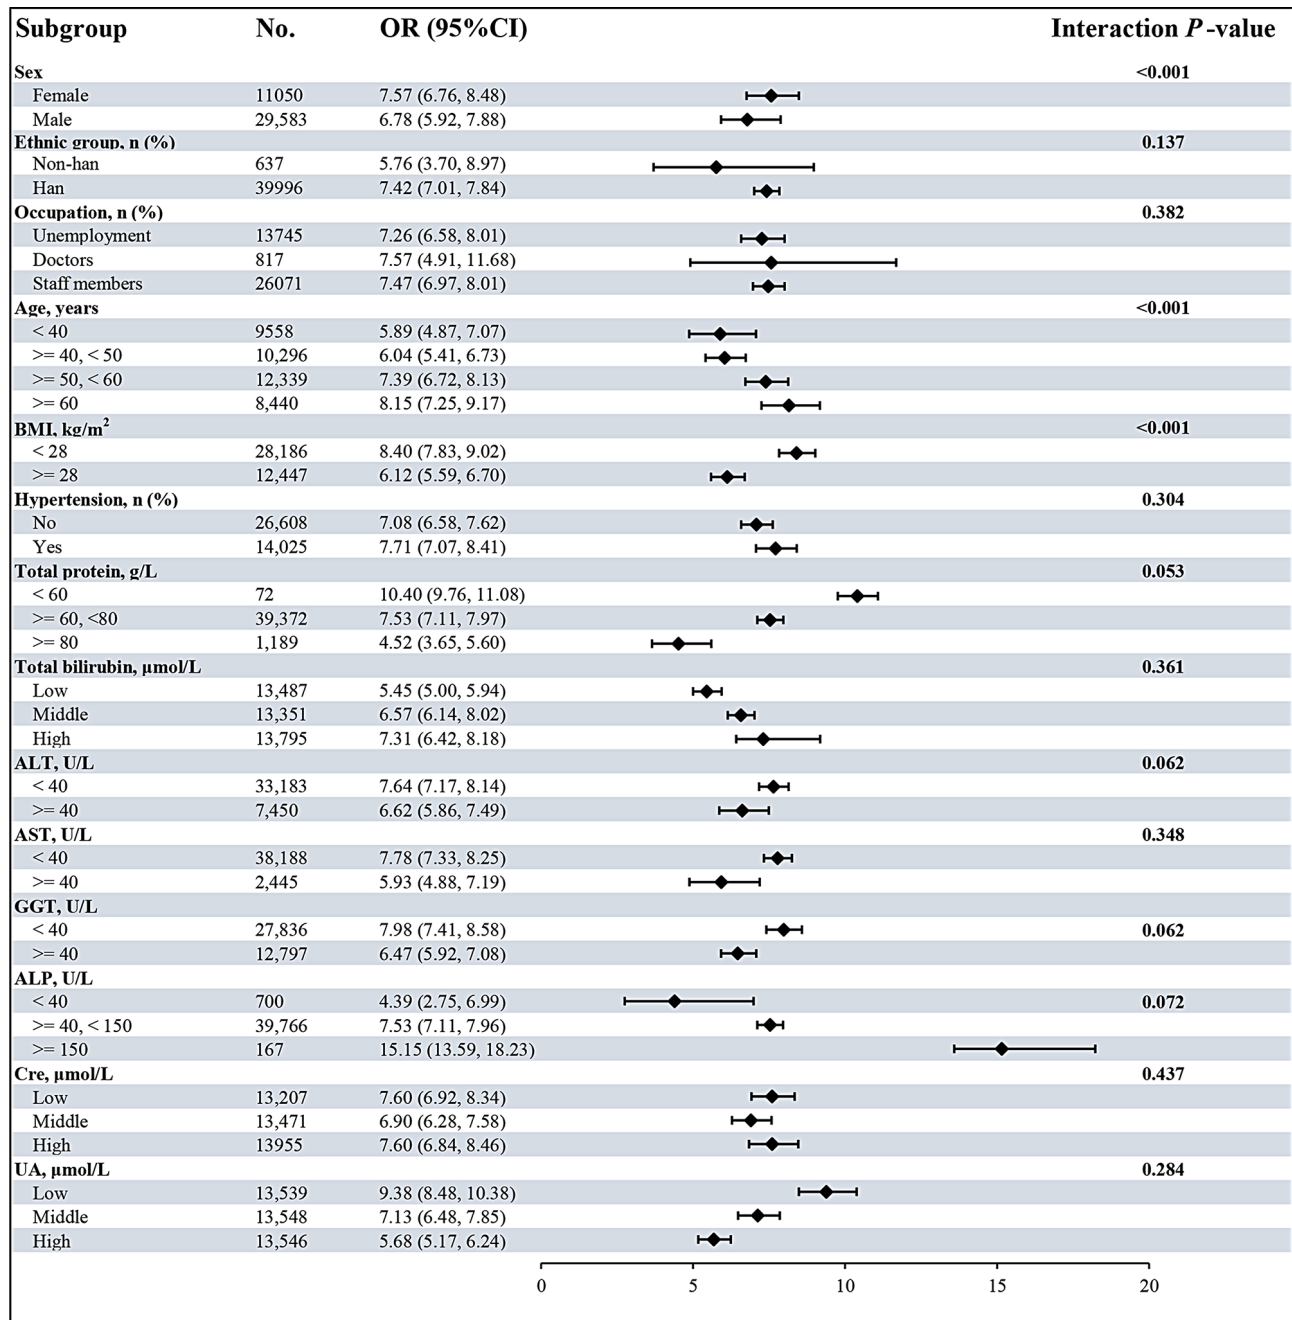 Subgroup No. OR (95%CI) Interaction P-value
Sex <0.001
Female 11050 7.57 (6.76, 8.48)
Male 29,583 6.78 (5.92, 7.88)
Ethnic group, n (%) 0.137
Non-han 637 5.76 (3.70, 8.97)
Han 39996 7.42 (7.01, 7.84)
Occupation, n (%) 0.382
Unemployment 13745 7.26 (6.58, 8.01)
Doctors 817 7.57 (4.91, 11.68)
Staff members 26071 7.47 (6.97, 8.01)
Age, years <0.001
< 40 9558 5.89 (4.87, 7.07)
>= 40, < 50 10,296 6.04 (5.41, 6.73)
>= 50, < 60 12,339 7.39 (6.72, 8.13)
>= 60 8,440 8.15 (7.25, 9.17)
BMI, kg/m² <0.001
< 28 28,186 8.40 (7.83, 9.02)
>= 28 12,447 6.12 (5.59, 6.70)
Hypertension, n (%) 0.304
No 26,608 7.08 (6.58, 7.62)
Yes 14,025 7.71 (7.07, 8.41)
Total protein, g/L 0.053
< 60 72 10.40 (9.76, 11.08)
>= 60, <80 39,372 7.53 (7.11, 7.97)
>= 80 1,189 4.52 (3.65, 5.60)
Total bilirubin, μmol/L 0.361
Low 13,487 5.45 (5.00, 5.94)
Middle 13,351 6.57 (6.14, 8.02)
High 13,795 7.31 (6.42, 8.18)
ALT, U/L 0.062
< 40 33,183 7.64 (7.17, 8.14)
>= 40 7,450 6.62 (5.86, 7.49)
AST, U/L 0.348
< 40 38,188 7.78 (7.33, 8.25)
>= 40 2,445 5.93 (4.88, 7.19)
GGT, U/L
< 40 27,836 7.98 (7.41, 8.58) 0.062
>= 40 12,797 6.47 (5.92, 7.08)
ALP, U/L
< 40 700 4.39 (2.75, 6.99) 0.072
>= 40, < 150 39,766 7.53 (7.11, 7.96)
>= 150 167 15.15 (13.59, 18.23)
Cre, μmol/L 0.437
Low 13,207 7.60 (6.92, 8.34)
Middle 13,471 6.90 (6.28, 7.58)
High 13955 7.60 (6.84, 8.46)
UA, μmol/L 0.284
Low 13,539 9.38 (8.48, 10.38)
Middle 13,548 7.13 (6.48, 7.85)
High 13,546 5.68 (5.17, 6.24)
0 5 10 15 20